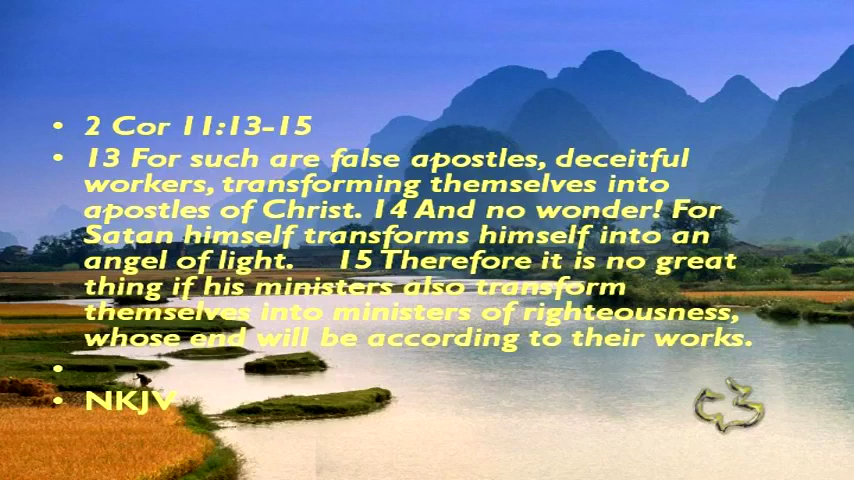 • 2 Cor 11:13-15
• 13 For such are false apostles, deceitful
workers, transforming themselves into
apostles of Christ. 14 And no wonder! For
Satan himself transforms himself into an
angel of light. 15 Therefore it is no great
thing if his ministers also transform
themselves into ministers of righteousness,
whose end will be according to their works.
•
• NKJV